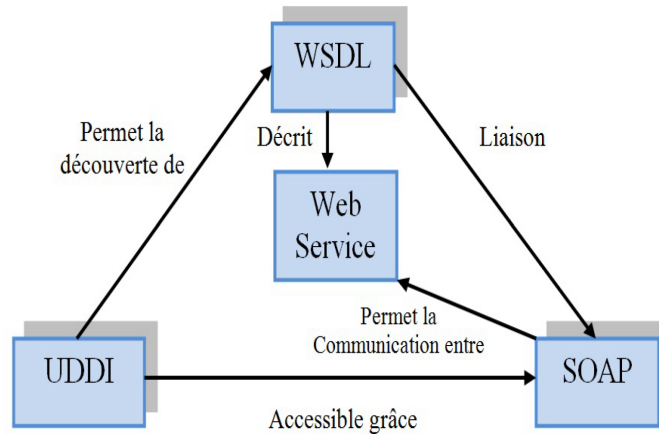 WSDL
Permet la
découverte de
Décrit
Liaison
Web
Service
Permet la
Communication entre
UDDI
SOAP
Accessible grâce